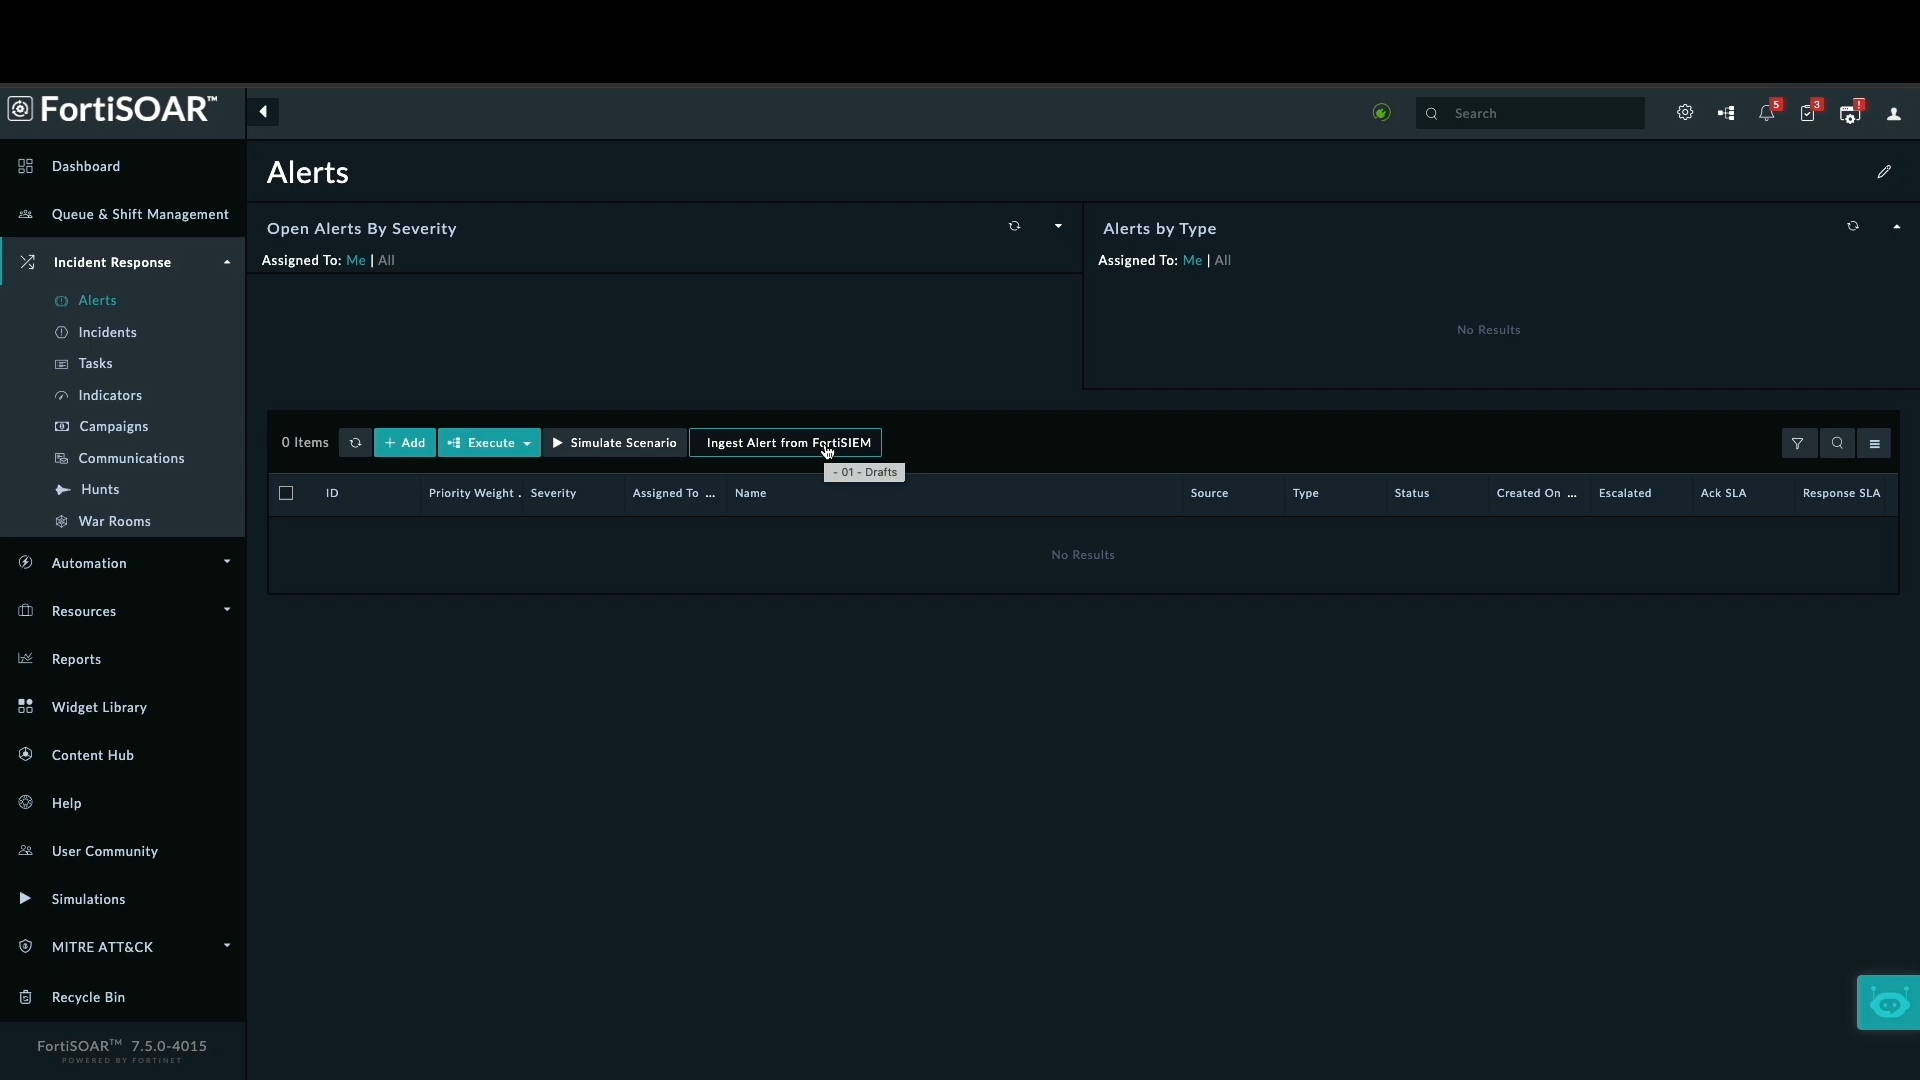 FortiSOAR™
Search
5
3
!
Dashboard
Queue & Shift Management
Incident Response
Alerts
Incidents
Tasks
Indicators
Campaigns
Communications
Hunts
War Rooms
Automation
Resources
Reports
Widget Library
Content Hub
Help
User Community
Simulations
MITRE ATT&CK
Recycle Bin
FortiSOAR™ 7.5.0-4015
POWERED BY FORTINET
Alerts
Open Alerts By Severity
Assigned To: Me | All
Alerts by Type
Assigned To: Me | All
No Results
0 Items
+ Add
Execute
Simulate Scenario
Ingest Alert from FortiSIEM
- 01 - Drafts
ID Priority Weight . Severity Assigned To ... Name Source Type Status Created On ... Escalated Ack SLA Response SLA
No Results